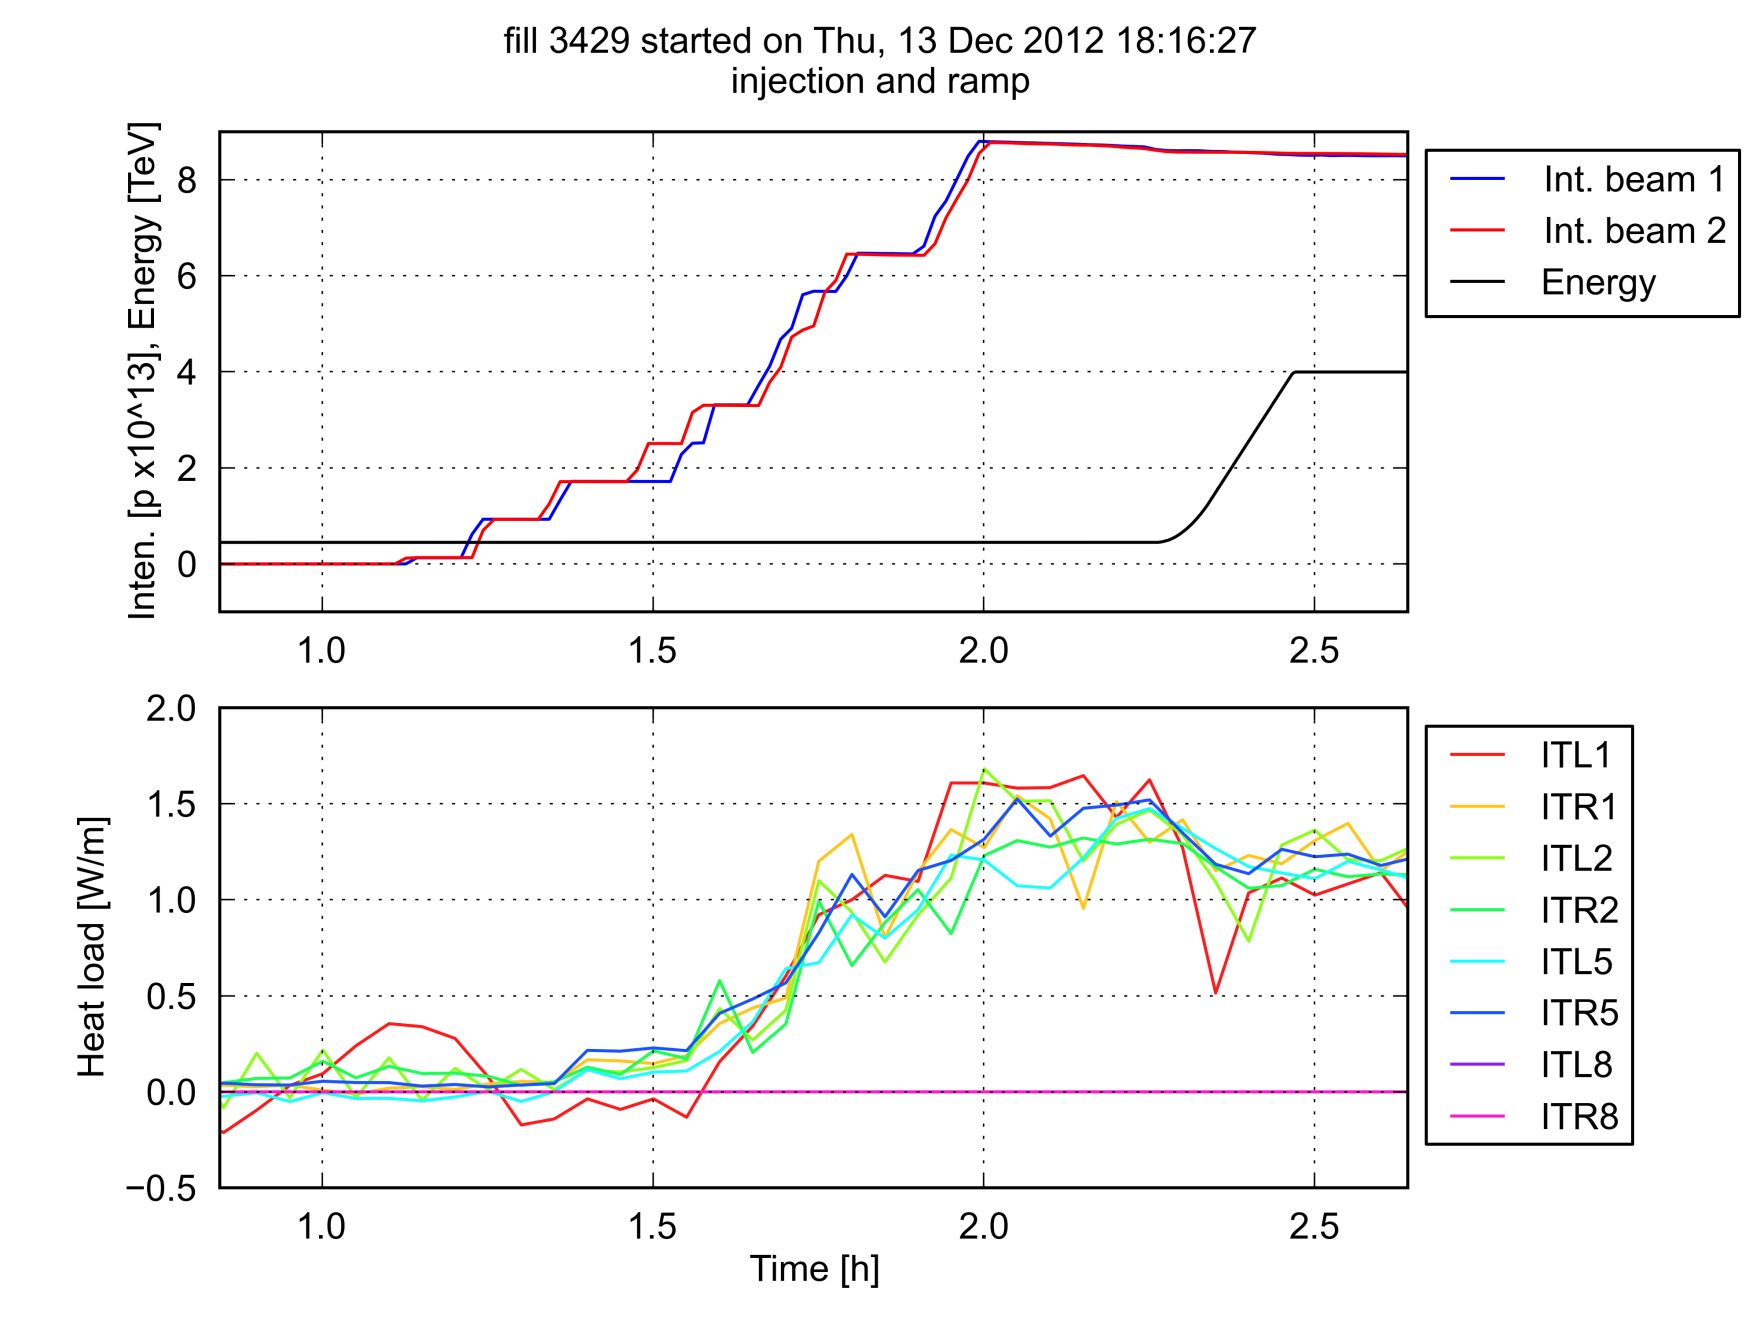 fill 3429 started on Thu, 13 Dec 2012 18:16:27
injection and ramp
Inten. [p x10^13], Energy [TeV]
8
6
4
2
0
1.0 1.5 2.0 2.5
Int. beam 1
Int. beam 2
Energy
Heat load [W/m]
2.0
1.5
1.0
0.5
0.0
−0.5
1.0 1.5 2.0 2.5
Time [h]
ITL1
ITR1
ITL2
ITR2
ITL5
ITR5
ITL8
ITR8